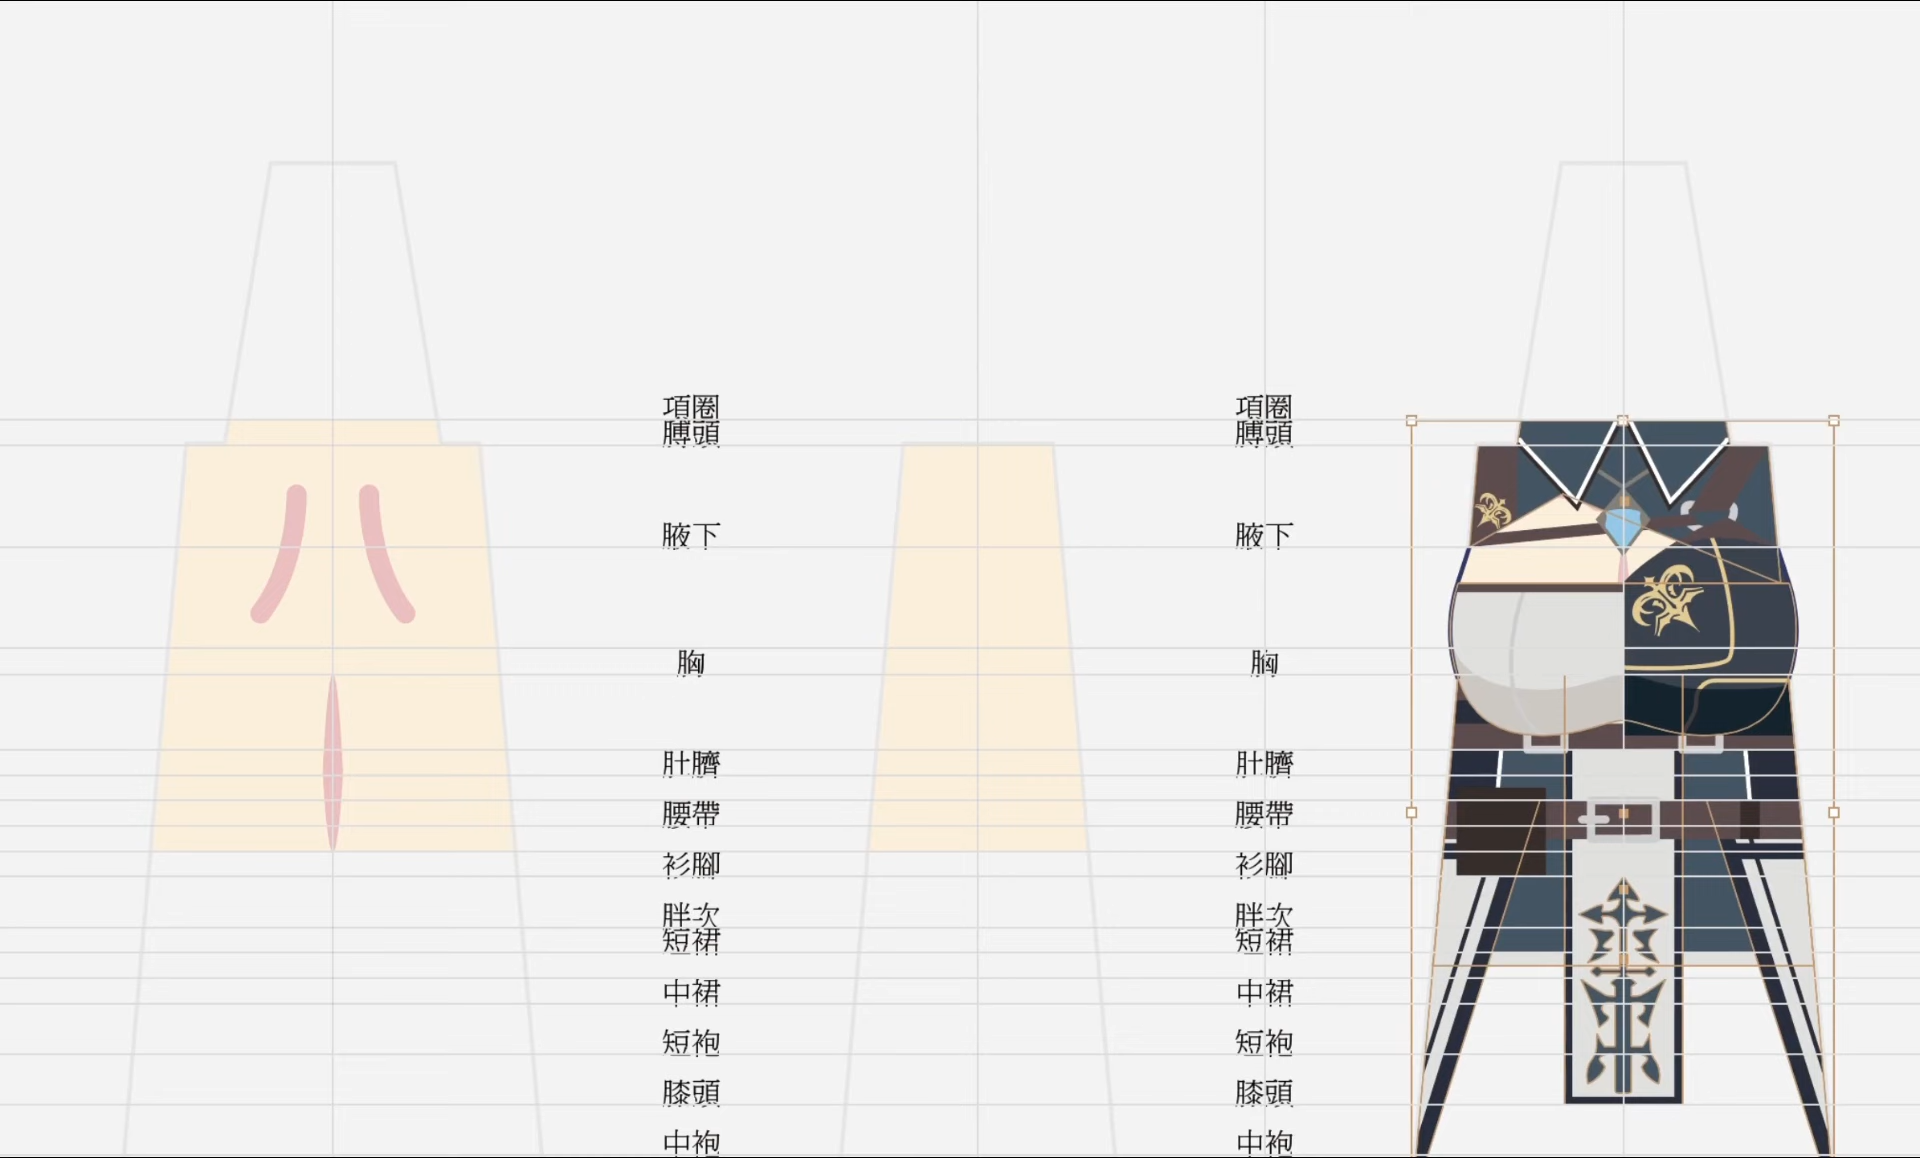 項圈
膊頭
腋下
胸
肚臍
腰帶
衫腳
胖次
短裙
中裙
短袍
膝頭
中袍
項圈
膊頭
腋下
胸
肚臍
腰帶
衫腳
胖次
短裙
中裙
短袍
膝頭
中袍